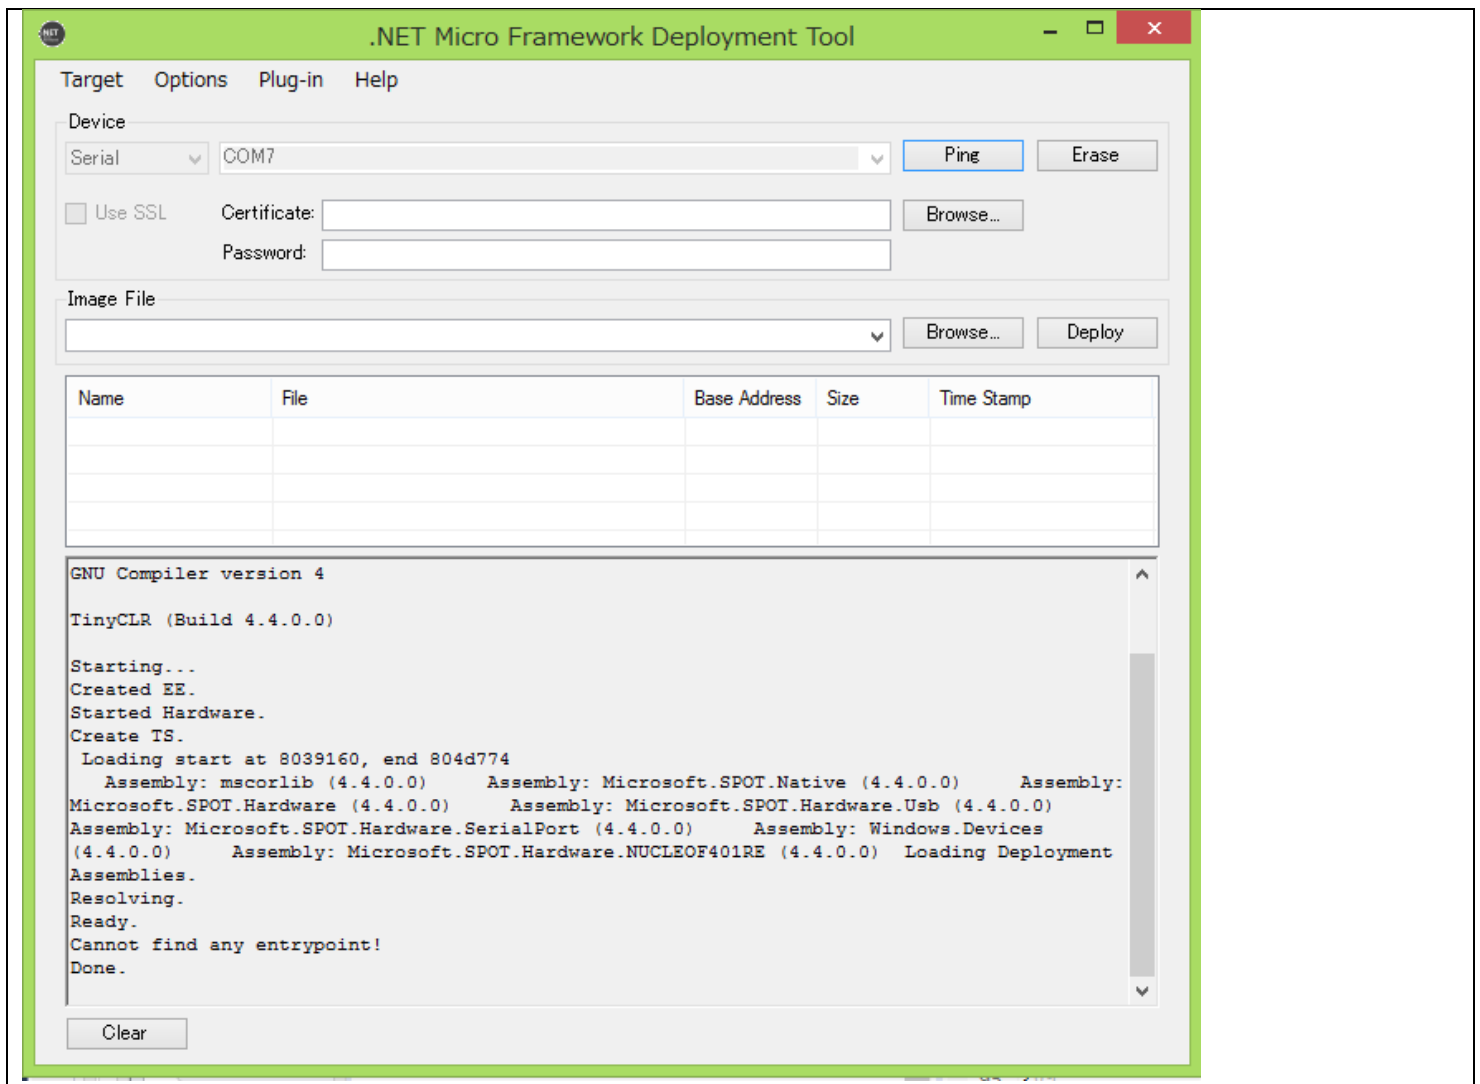 .NET Micro Framework Deployment Tool
Target Options Plug-in Help
Device
Serial COM7 Ping Erase
Use SSL Certificate: Browse...
Password:
Image File
Browse... Deploy
Name File Base Address Size Time Stamp
GNU Compiler version 4
TinyCLR (Build 4.4.0.0)
Starting...
Created EE.
Started Hardware.
Create TS.
Loading start at 8039160, end 804d774
Assembly: mscorlib (4.4.0.0) Assembly: Microsoft.SPOT.Native (4.4.0.0) Assembly:
Microsoft.SPOT.Hardware (4.4.0.0) Assembly: Microsoft.SPOT.Hardware.Usb (4.4.0.0)
Assembly: Microsoft.SPOT.Hardware.SerialPort (4.4.0.0) Assembly: Windows.Devices
(4.4.0.0) Assembly: Microsoft.SPOT.Hardware.NUCLEOF401RE (4.4.0.0) Loading Deployment
Assemblies.
Resolving.
Ready.
Cannot find any entrypoint!
Done.
Clear